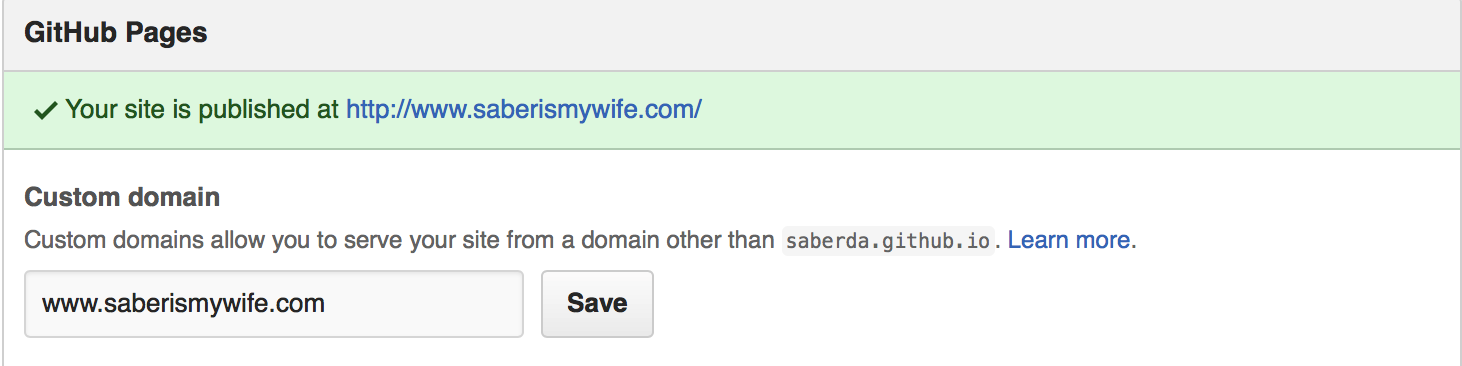 GitHub Pages
Your site is published at http://www.saberismywife.com/
Custom domain
Custom domains allow you to serve your site from a domain other than saberda.github.io. Learn more.
www.saberismywife.com
Save